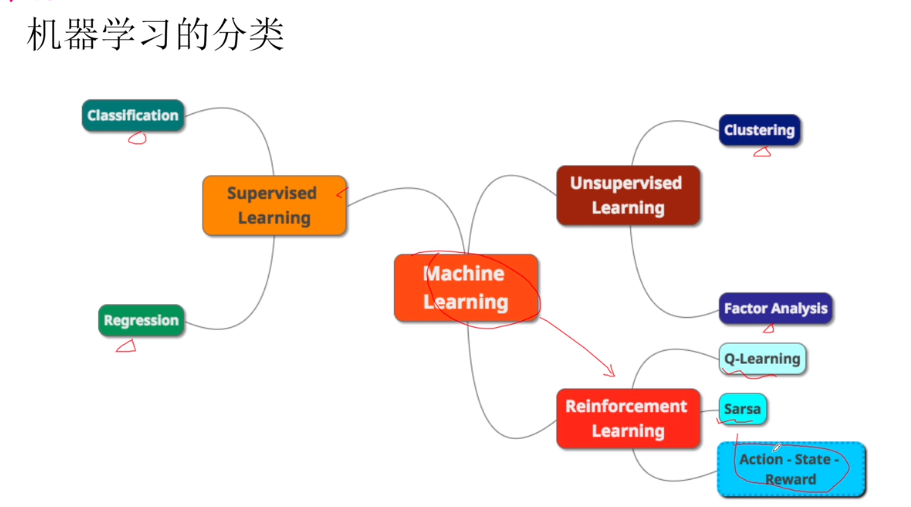 机器学习的分类
Classification
Supervised
Learning
Regression
Machine
Learning
Unsupervised
Learning
Clustering
Factor Analysis
Reinforcement
Learning
Q-Learning
Sarsa
Action - State -
Reward